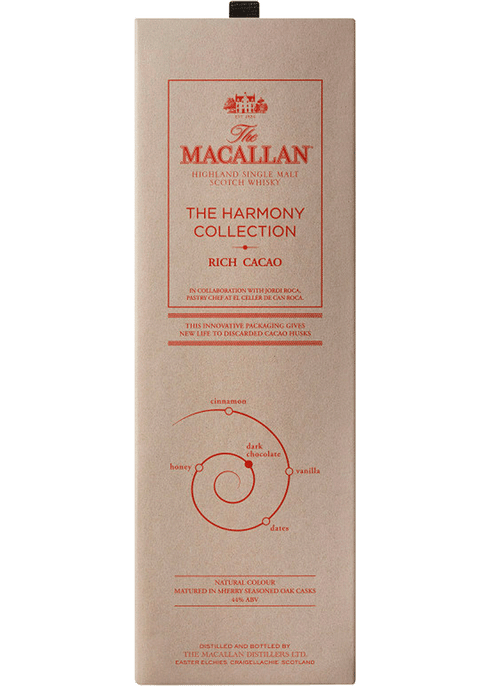 EST 1824
The
MACALLAN
HIGHLAND SINGLE MALT
SCOTCH WHISKY
THE HARMONY
COLLECTION
RICH CACAO
IN COLLABORATION WITH JORDI ROCA,
PASTRY CHEF AT EL CELLER DE CAN ROCA.
THIS INNOVATIVE PACKAGING GIVES
NEW LIFE TO DISCARDED CACAO HUSKS
cinnamon
dark
chocolate
honey
vanilla
dates
NATURAL COLOUR
MATURED IN SHERRY SEASONED OAK CASKS
44% ABV
DISTILLED AND BOTTLED BY
THE MACALLAN DISTILLERS LTD.
EASTER ELCHIES, CRAIGELLACHIE, SCOTLAND